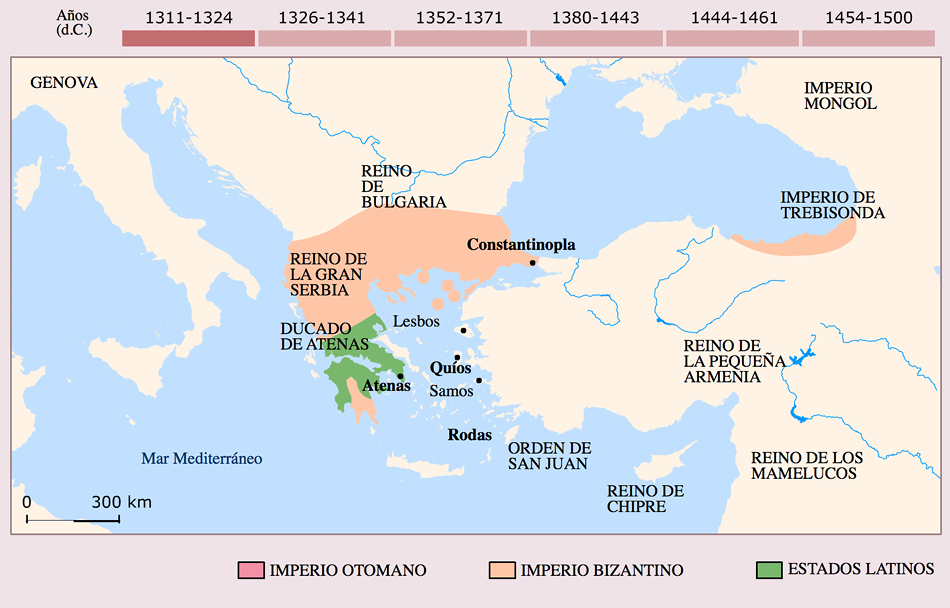 Años
(d.C.)
1311-1324
1326-1341
1352-1371
1380-1443
1444-1461
1454-1500
GENOVA
IMPERIO
MONGOL
REINO
DE
BULGARIA
IMPERIO DE
TREBISONDA
Constantinopla
REINO DE
LA GRAN
SERBIA
Lesbos
DUCADO
DE ATENAS
REINO DE
LA PEQUEÑA
ARMENIA
Quíos
Atenas
Samos
Rodas
ORDEN DE
SAN JUAN
Mar Mediterráneo
REINO DE LOS
MAMELUCOS
REINO DE
CHIPRE
0 300 km
IMPERIO OTOMANO
IMPERIO BIZANTINO
ESTADOS LATINOS